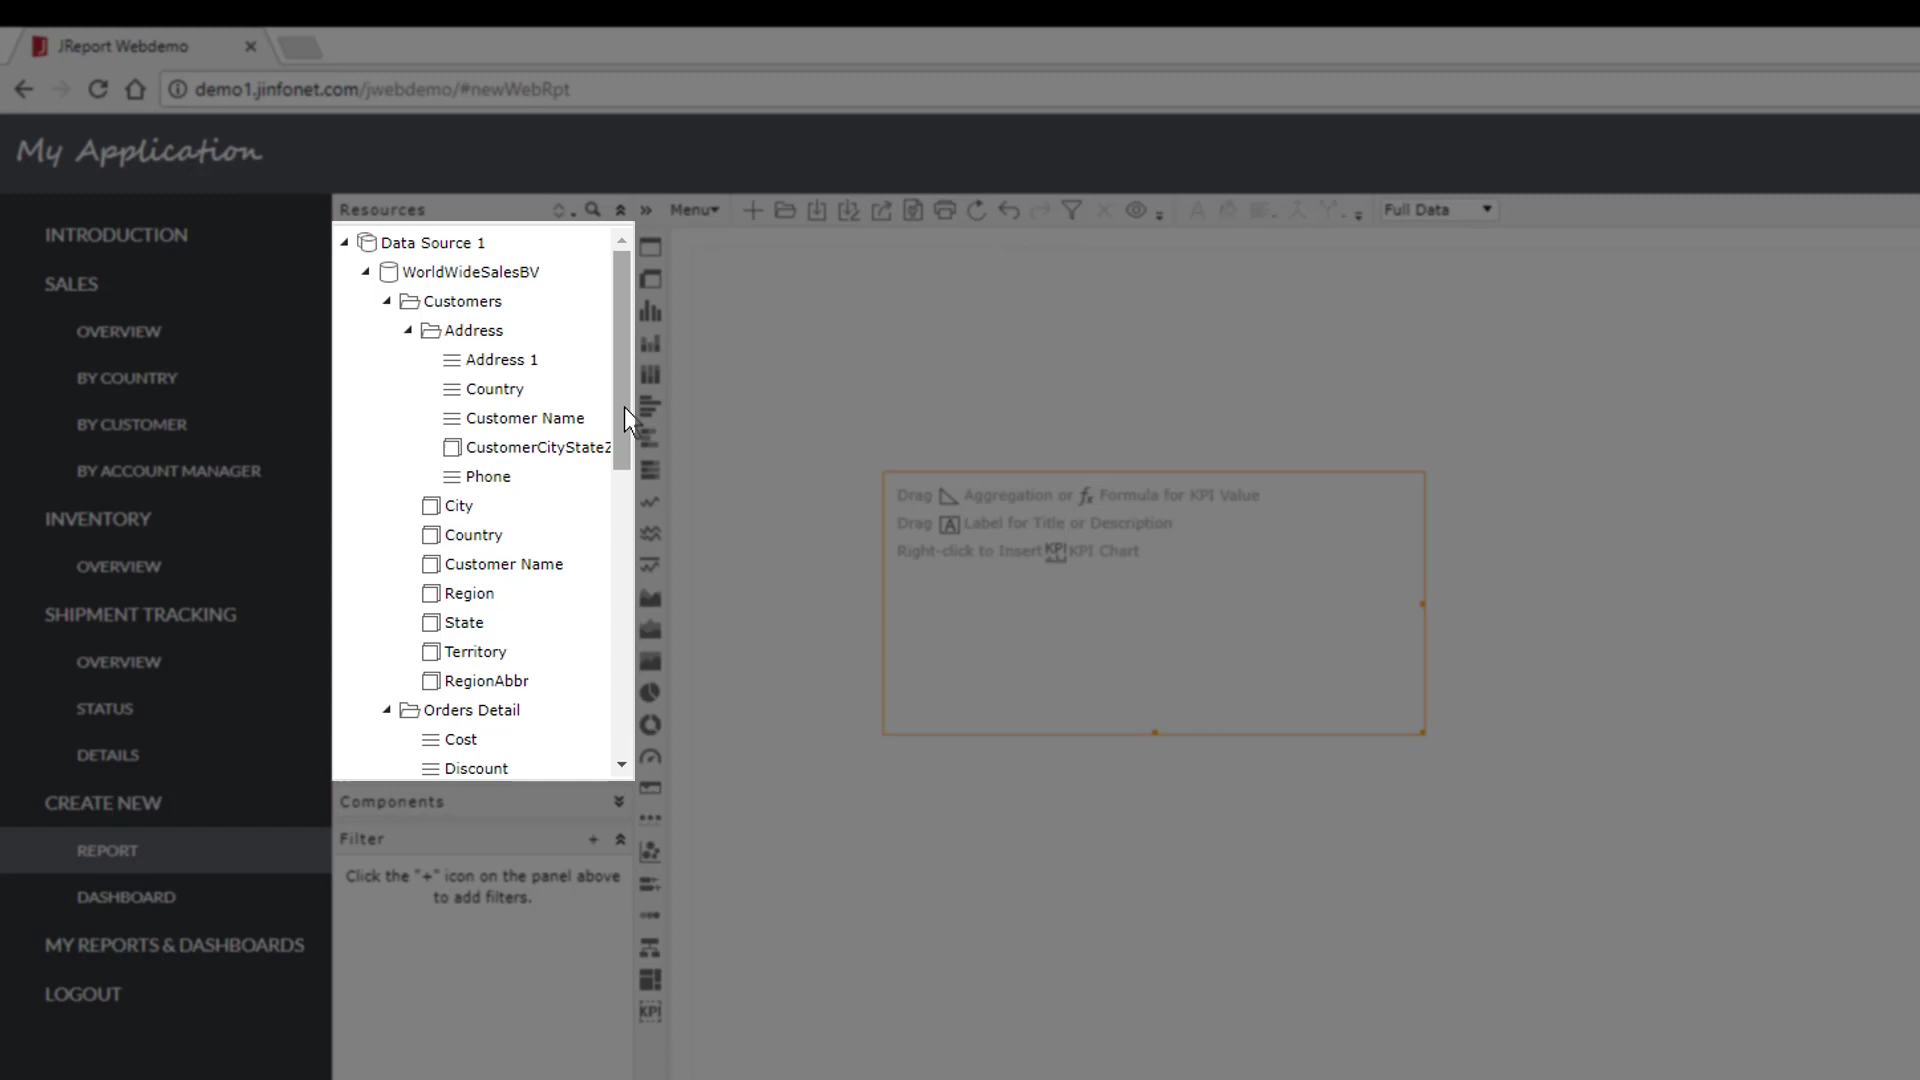 JReport Webdemo
demo1.jinfonet.com/jwebdemo/#newWebRpt
My Application
INTRODUCTION
SALES
OVERVIEW
BY COUNTRY
BY CUSTOMER
BY ACCOUNT MANAGER
INVENTORY
OVERVIEW
SHIPMENT TRACKING
OVERVIEW
STATUS
DETAILS
CREATE NEW
REPORT
DASHBOARD
MY REPORTS & DASHBOARDS
LOGOUT
Resources
Data Source 1
WorldWideSalesBV
Customers
Address
Address 1
Country
Customer Name
CustomerCityStateZ
Phone
City
Country
Customer Name
Region
State
Territory
RegionAbbr
Orders Detail
Cost
Discount
Components
Filter
Click the "+" icon on the panel above
to add filters.
Menu
Full Data
KPI
Drag Aggregation or fx Formula for KPI Value
Drag A Label for Title or Description
Right-click to Insert KPI KPI Chart